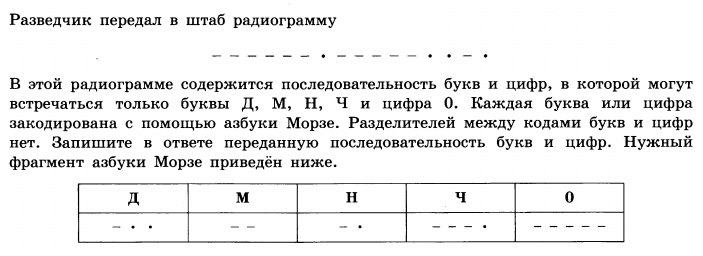 Разведчик передал в штаб радиограмму
– – – – – – • – – – – – • • – •
В этой радиограмме содержится последовательность букв и цифр, в которой могут
встречаться только буквы Д, М, Н, Ч и цифра 0. Каждая буква или цифра
закодирована с помощью азбуки Морзе. Разделителей между кодами букв и цифр
нет. Запишите в ответе переданную последовательность букв и цифр. Нужный
фрагмент азбуки Морзе приведён ниже.
Д М Н Ч 0
– • • – – – • – – – • – – – – –